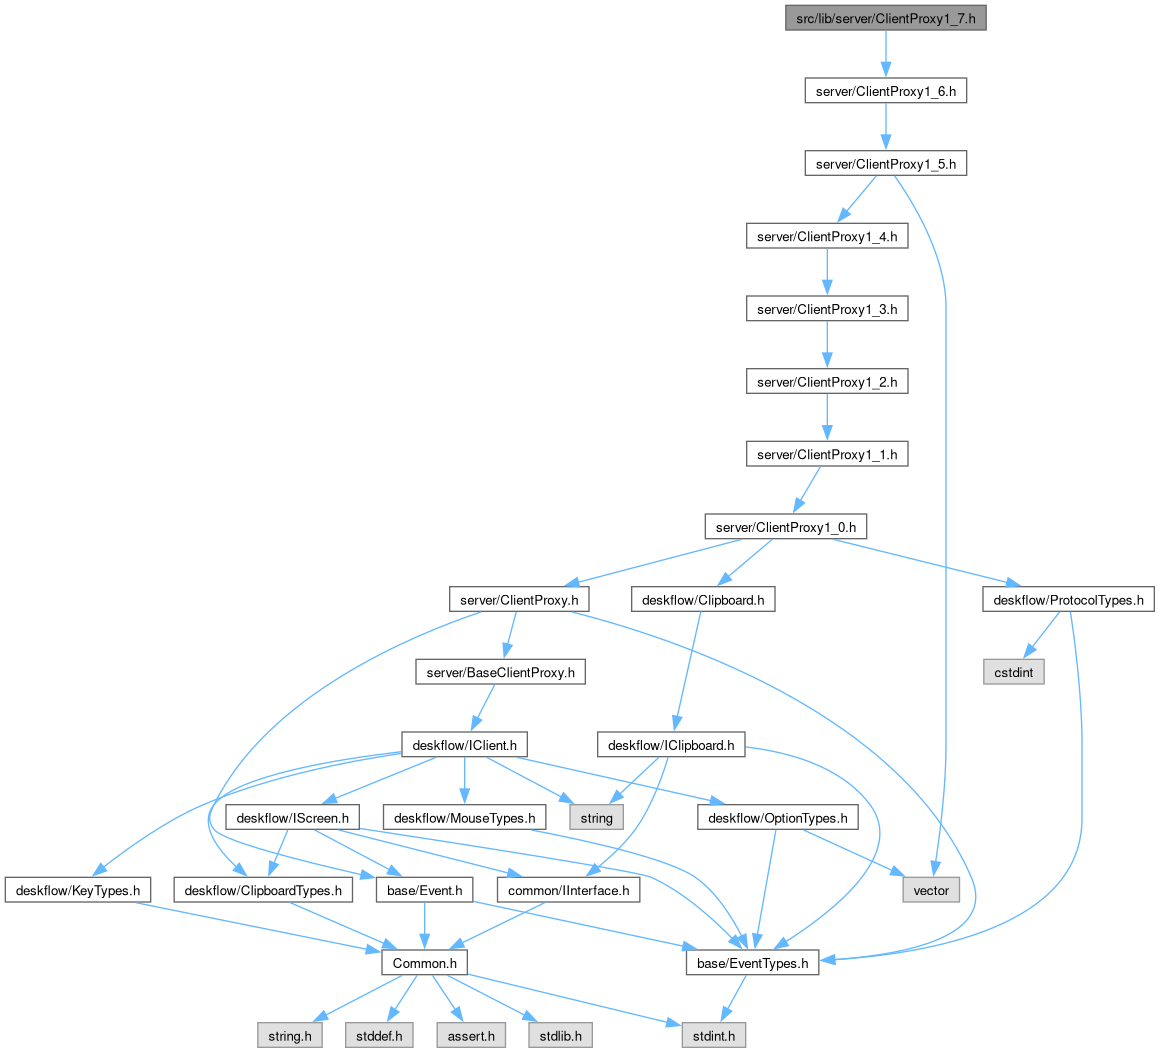 src/lib/server/ClientProxy1_7.h
server/ClientProxy1_6.h
server/ClientProxy1_5.h
server/ClientProxy1_4.h
server/ClientProxy1_3.h
server/ClientProxy1_2.h
server/ClientProxy1_1.h
server/ClientProxy1_0.h
server/ClientProxy.h
deskflow/Clipboard.h
deskflow/ProtocolTypes.h
server/BaseClientProxy.h
cstdint
deskflow/IClient.h
deskflow/IClipboard.h
deskflow/IScreen.h
deskflow/MouseTypes.h
string
deskflow/OptionTypes.h
deskflow/KeyTypes.h
deskflow/ClipboardTypes.h
base/Event.h
common/IInterface.h
vector
Common.h
base/EventTypes.h
string.h
stddef.h
assert.h
stdlib.h
stdint.h